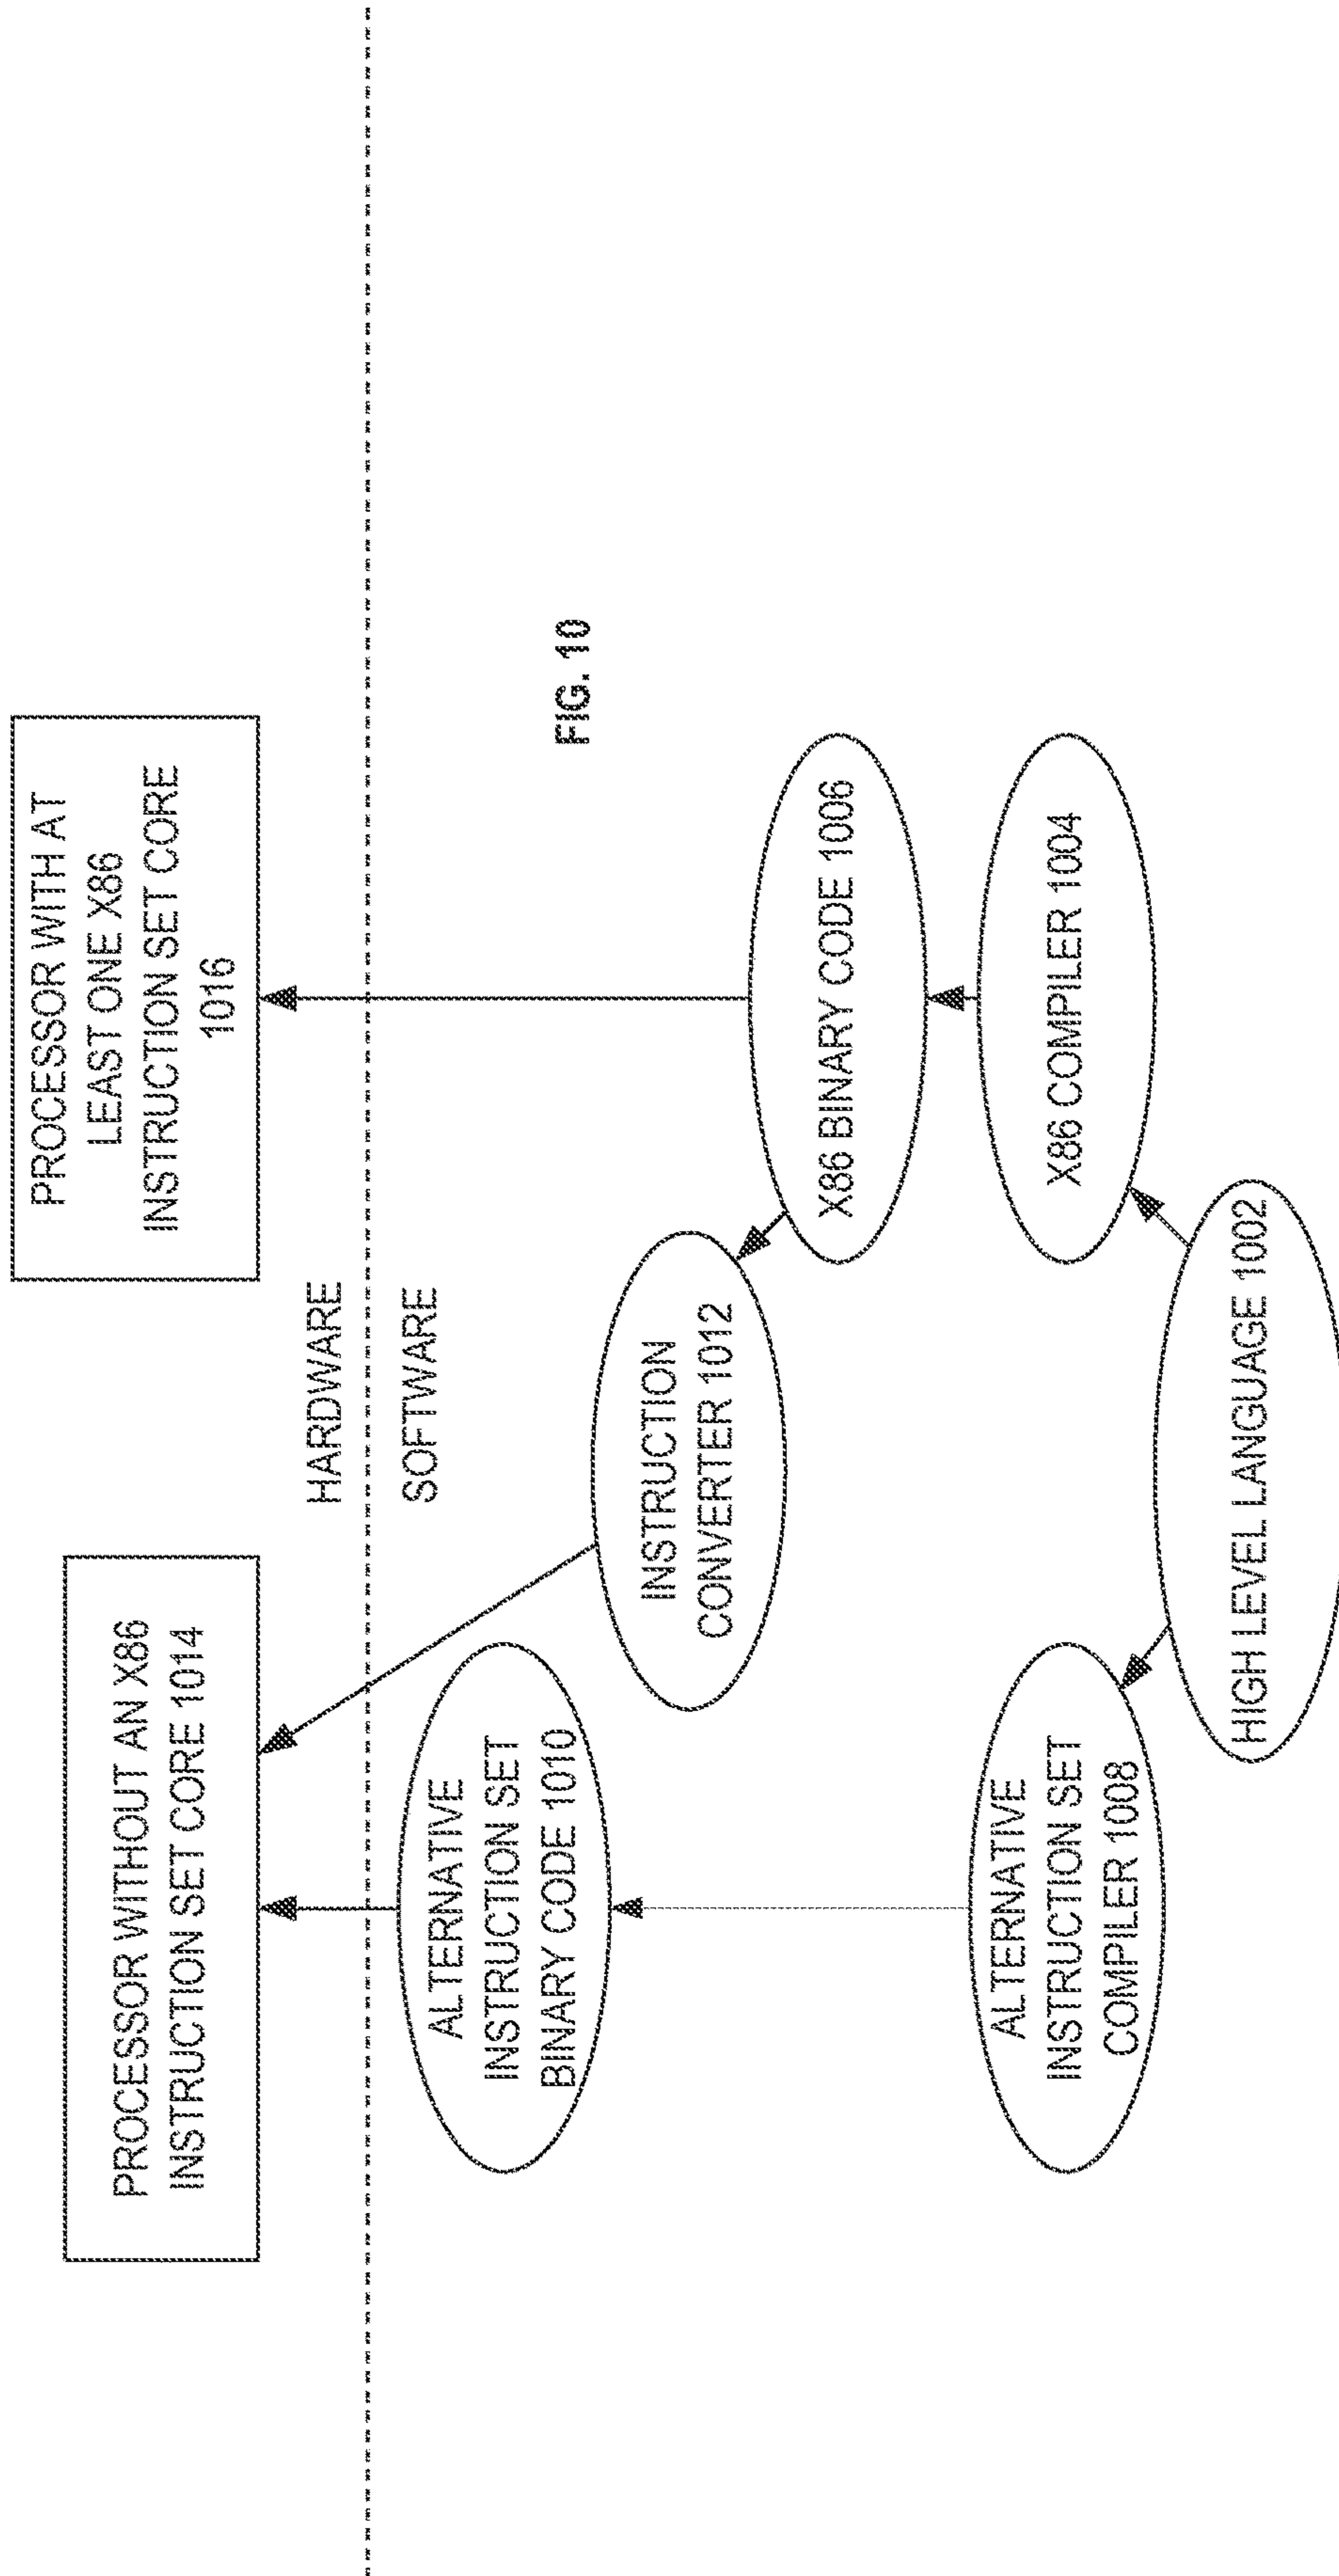 PROCESSOR WITHOUT AN X86
INSTRUCTION SET CORE 1014
PROCESSOR WITH AT
LEAST ONE X86
INSTRUCTION SET CORE
1016
HARDWARE
SOFTWARE
ALTERNATIVE
INSTRUCTION SET
BINARY CODE 1010
INSTRUCTION
CONVERTER 1012
FIG. 10
X86 BINARY CODE 1006
ALTERNATIVE
INSTRUCTION SET
COMPILER 1008
X86 COMPILER 1004
HIGH LEVEL LANGUAGE 1002